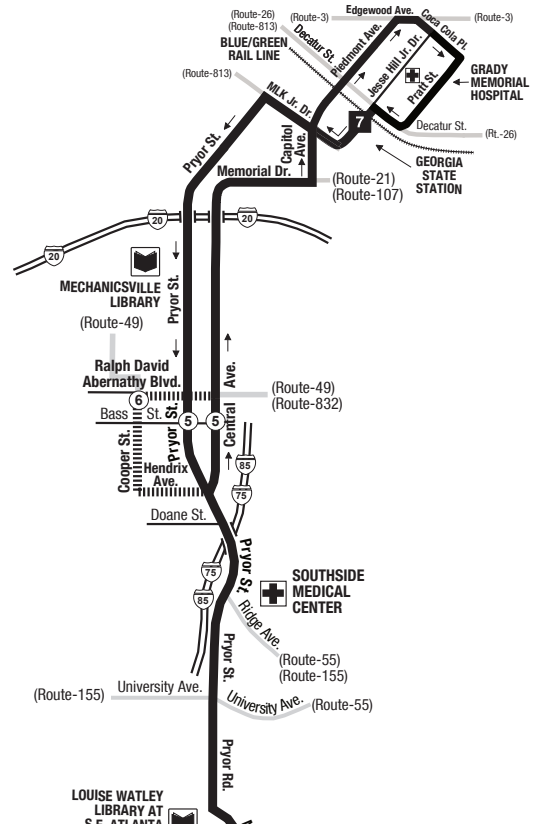 (Route-26)
(Route-813)
(Route-3)
Edgewood Ave.
Coca Cola Pl.
(Route-3)
Decatur St.
Piedmont Ave.
BLUE/GREEN
RAIL LINE
Jesse Hill Jr. Dr.
Pratt St.
GRADY
MEMORIAL
HOSPITAL
(Route-813)
MLK Jr. Dr.
7
Decatur St.
(Rt.-26)
Pryor St.
Capitol
Ave.
GEORGIA
STATE
STATION
Memorial Dr.
(Route-21)
(Route-107)
20
20
20
MECHANICSVILLE
LIBRARY
Pryor St.
(Route-49)
Ralph David
Abernathy Blvd.
6
(Route-49)
(Route-832)
Bass St.
5
5
Pryor St.
Central Ave.
Cooper St.
Hendrix
Ave.
85
75
Doane St.
75
85
Pryor St.
SOUTHSIDE
MEDICAL
CENTER
Ridge Ave.
(Route-55)
(Route-155)
Pryor St.
(Route-155)
University Ave.
University Ave.
(Route-55)
Pryor Rd.
LOUISE WATLEY
LIBRARY AT
S.E. ATLANTA